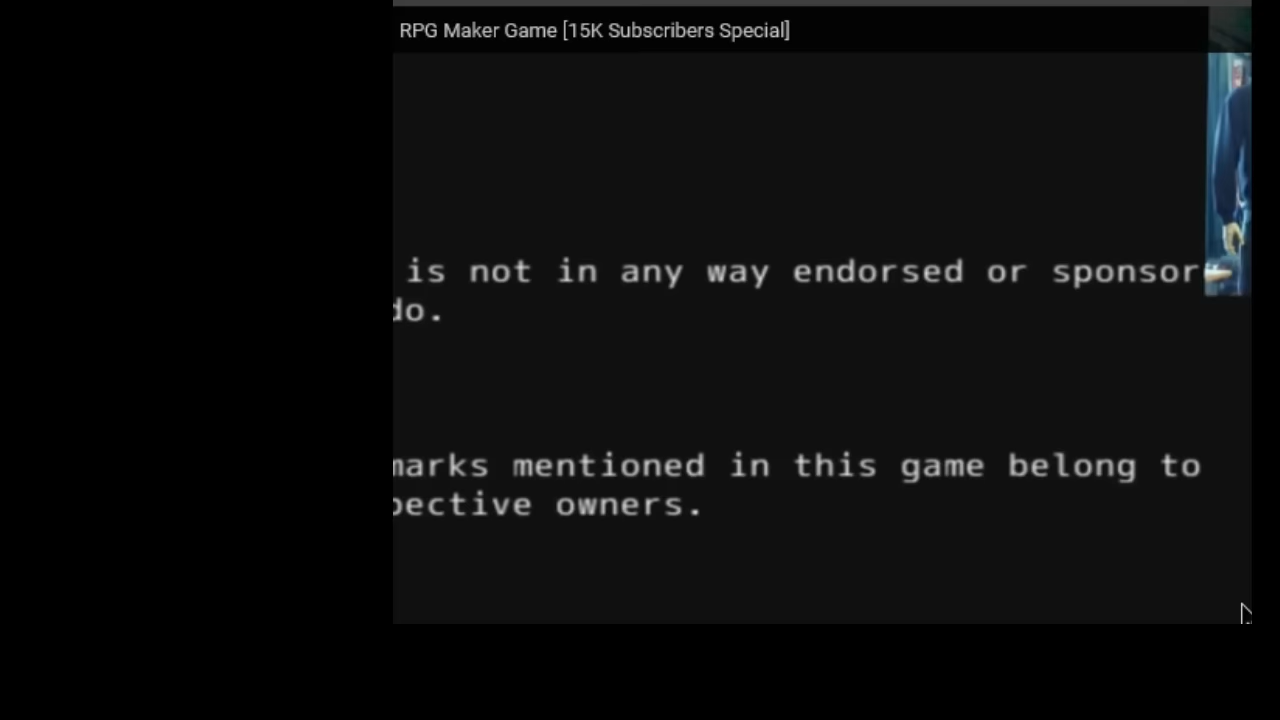 RPG Maker Game [15K Subscribers Special]
is not in any way endorsed or sponsor
do.
marks mentioned in this game belong to
pective owners.